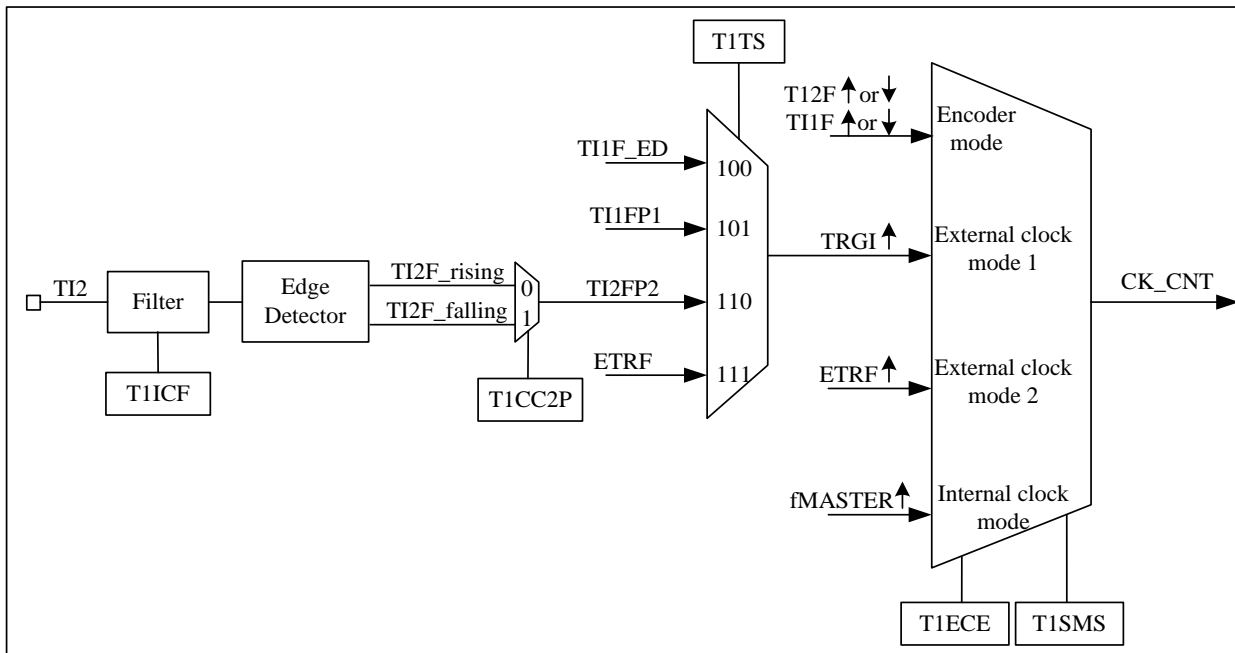 T1TS
T12F or
TI1F or
Encoder
mode
TI1F_ED
100
TI1FP1
101
TRGI
External clock
mode 1
TI2
Filter
Edge
Detector
TI2F_rising
0
TI2F_falling
1
TI2FP2
110
CK_CNT
ETRF
111
ETRF
External clock
mode 2
T1ICF
T1CC2P
fMASTER
Internal clock
mode
T1ECE
T1SMS